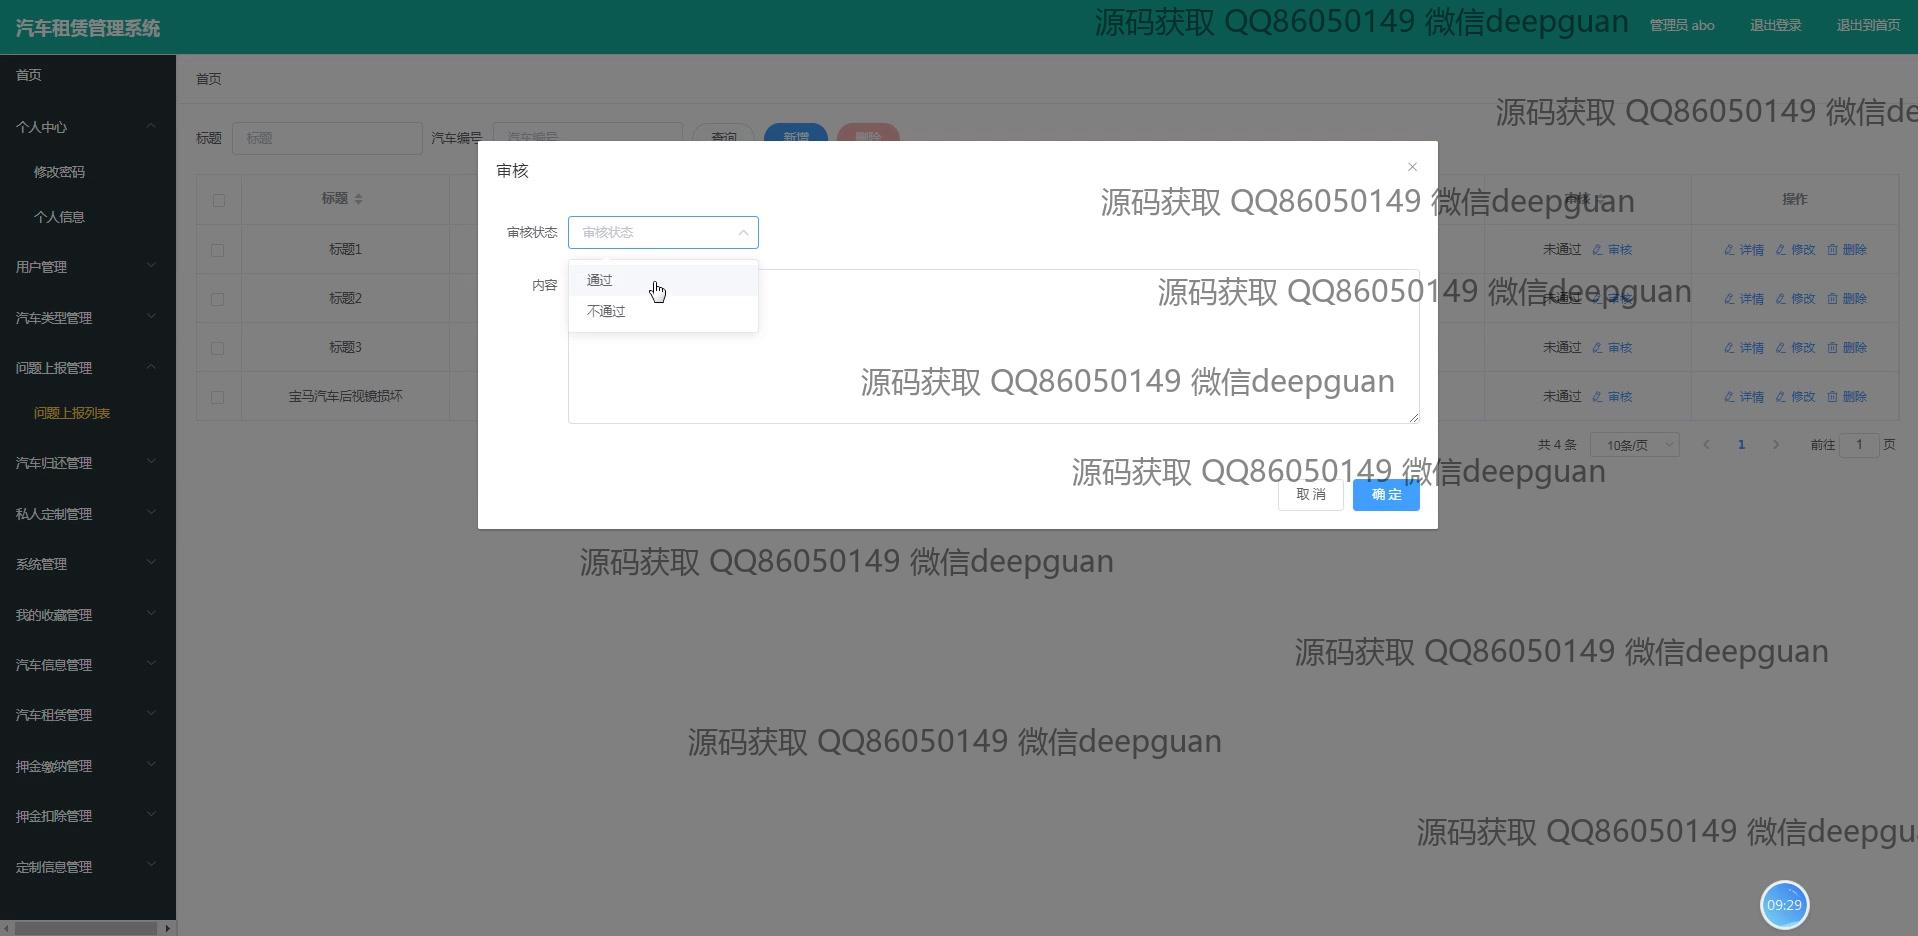 汽车租赁管理系统
源码获取 QQ86050149 微信deepguan
管理员 abo
退出登录
退出到首页
首页
首页
个人中心
修改密码
个人信息
用户管理
汽车类型管理
问题上报管理
问题上报列表
汽车归还管理
私人定制管理
系统管理
我的收藏管理
汽车信息管理
汽车租赁管理
押金缴纳管理
押金扣除管理
定制信息管理
源码获取 QQ86050149 微信de
标题 标题 汽车编号 汽车编号 查询 新增 删除
审核
源码获取 QQ86050149 微信deepguan
标题 审核 操作
审核状态 审核状态
通过
不通过
内容
标题1 未通过 审核 详情 修改 删除
源码获取 QQ86050149 微信deepguan
标题2 未通过 审核 详情 修改 删除
标题3 未通过 审核 详情 修改 删除
源码获取 QQ86050149 微信deepguan
宝马汽车后视镜损坏 未通过 审核 详情 修改 删除
共 4 条 10条/页 1 前往 1 页
源码获取 QQ86050149 微信deepguan
取 消 确 定
源码获取 QQ86050149 微信deepguan
源码获取 QQ86050149 微信deepguan
源码获取 QQ86050149 微信deepguan
源码获取 QQ86050149 微信deepgu
09:29